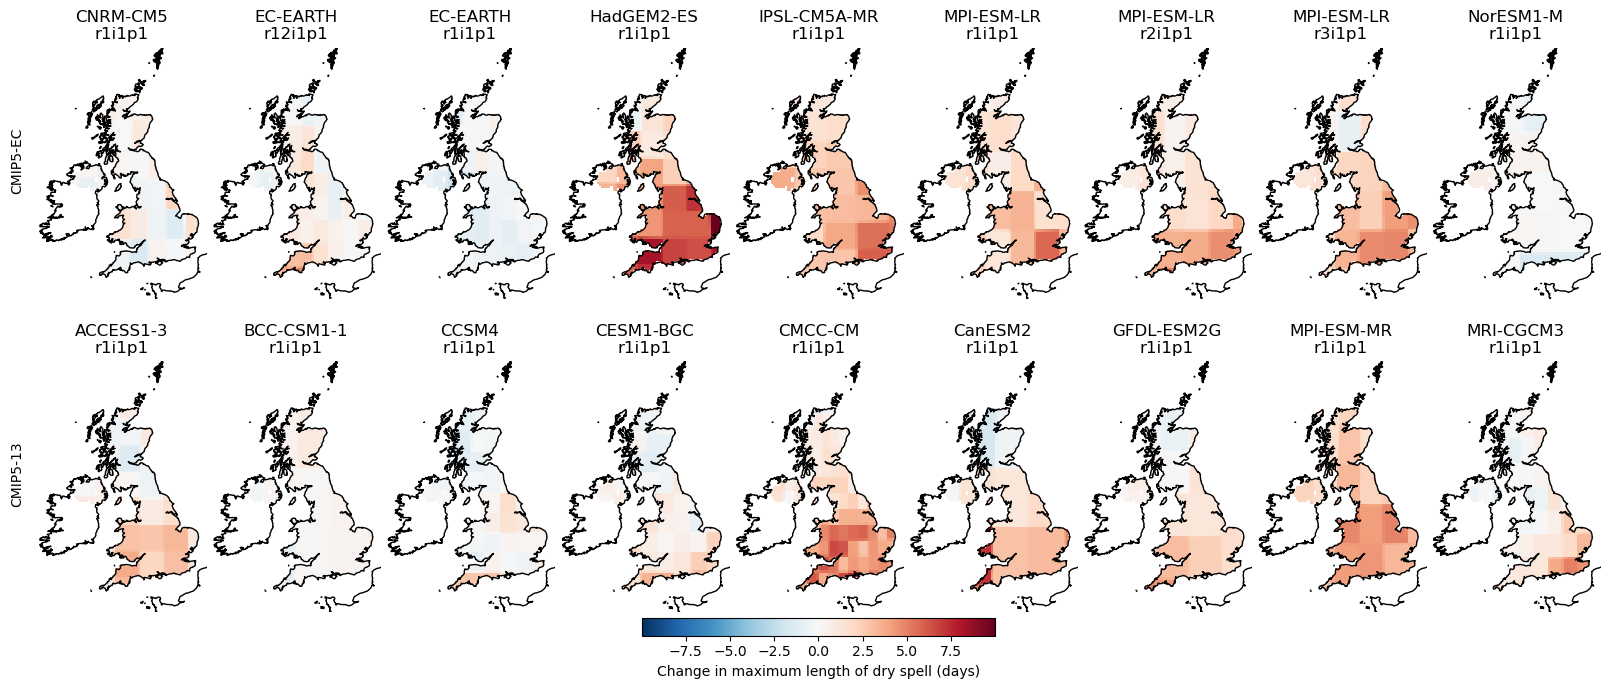 CNRM-CM5 EC-EARTH EC-EARTH HadGEM2-ES IPSL-CM5A-MR MPI-ESM-LR MPI-ESM-LR MPI-ESM-LR NorESM1-M
r1i1p1 r12i1p1 r1i1p1 r1i1p1 r1i1p1 r1i1p1 r2i1p1 r3i1p1 r1i1p1
CMIP5-EC
ACCESS1-3 BCC-CSM1-1 CCSM4 CESM1-BGC CMCC-CM CanESM2 GFDL-ESM2G MPI-ESM-MR MRI-CGCM3
r1i1p1 r1i1p1 r1i1p1 r1i1p1 r1i1p1 r1i1p1 r1i1p1 r1i1p1 r1i1p1
CMIP5-13
−7.5 −5.0 −2.5 0.0 2.5 5.0 7.5
Change in maximum length of dry spell (days)